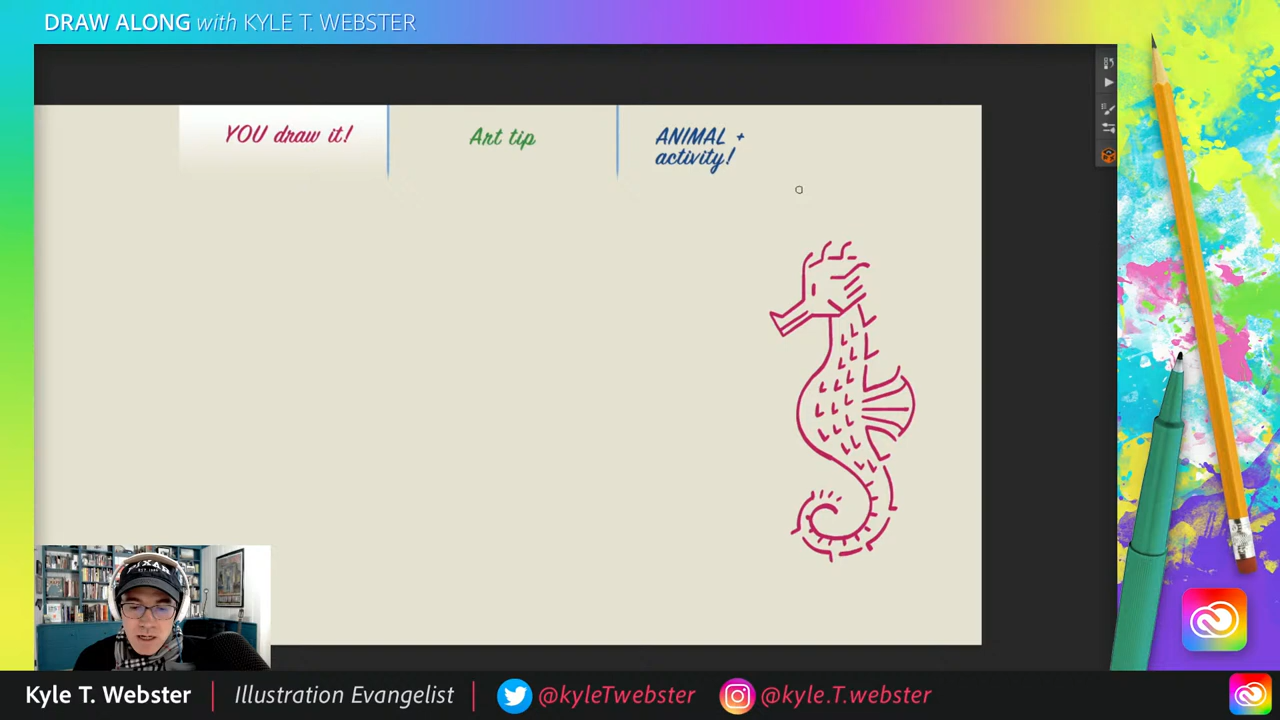 DRAW ALONG with KYLE T. WEBSTER
YOU draw it!
Art tip
ANIMAL +
activity!
PIXAR
Kyle T. Webster | Illustration Evangelist | @kyleTwebster @kyle.T.webster